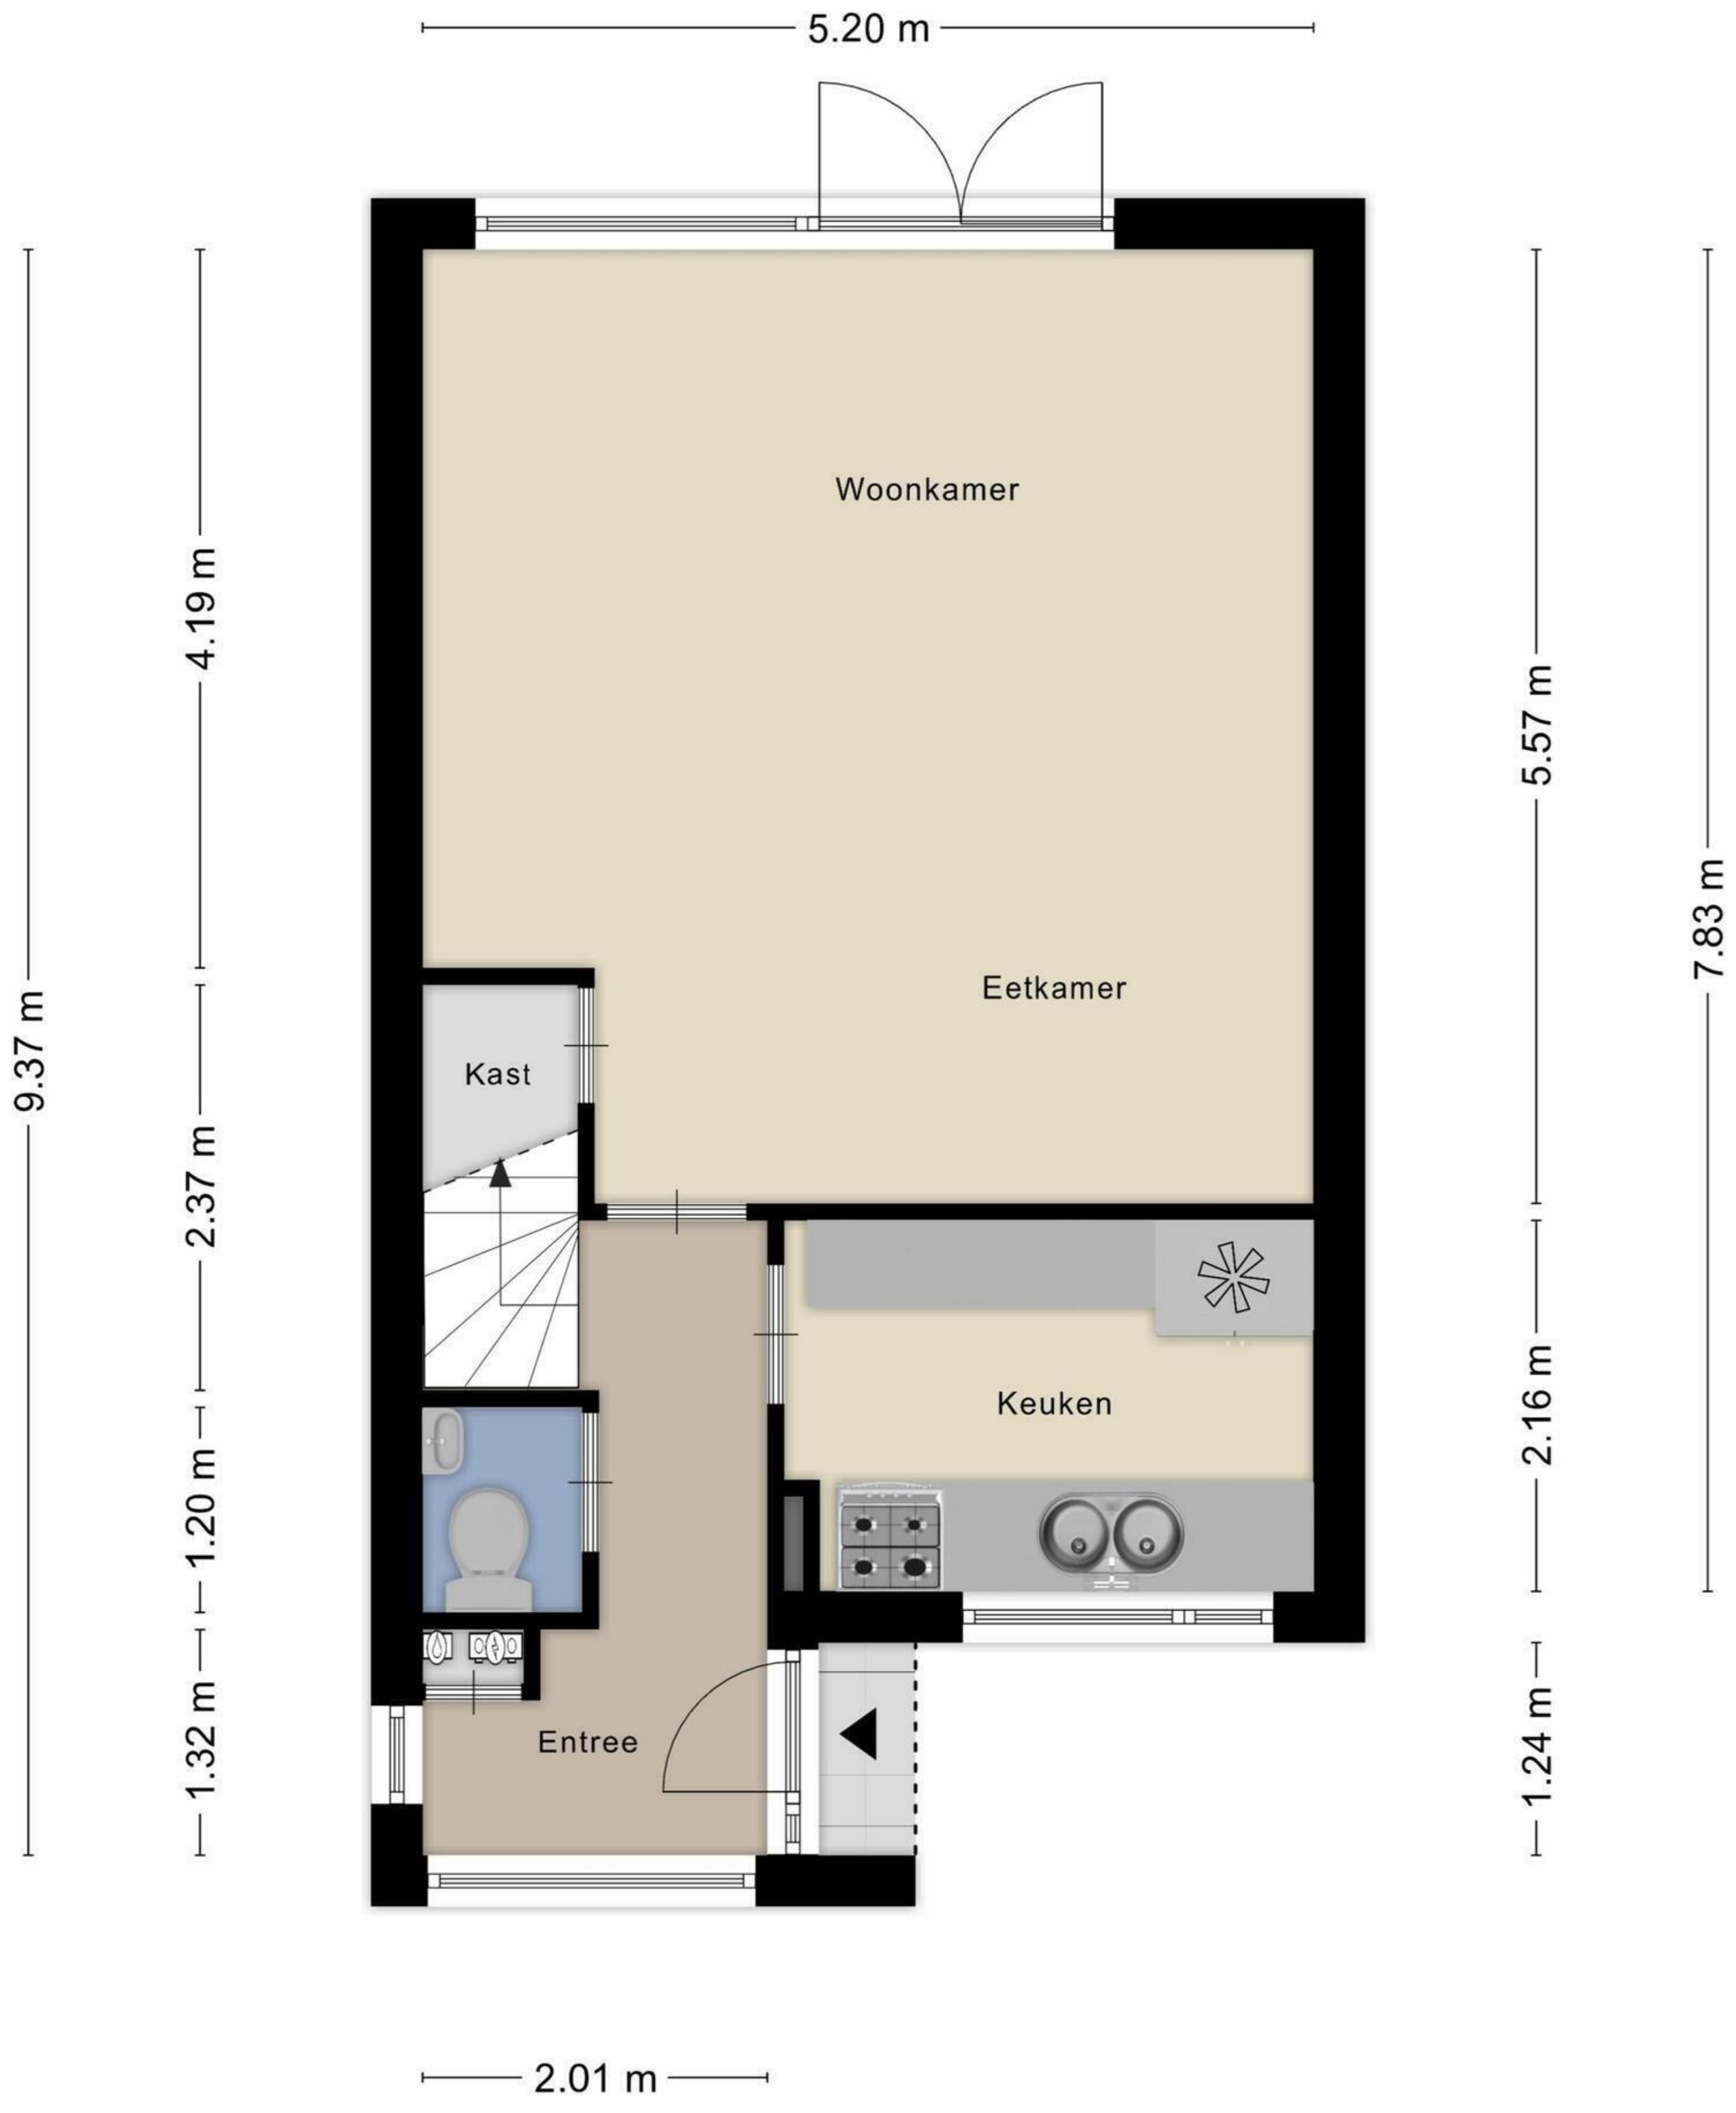 5.20 m
Woonkamer
4.19 m
5.57 m
7.83 m
Eetkamer
9.37 m
Kast
2.37 m
Keuken
2.16 m
1.20 m
Entree
1.32 m
1.24 m
2.01 m